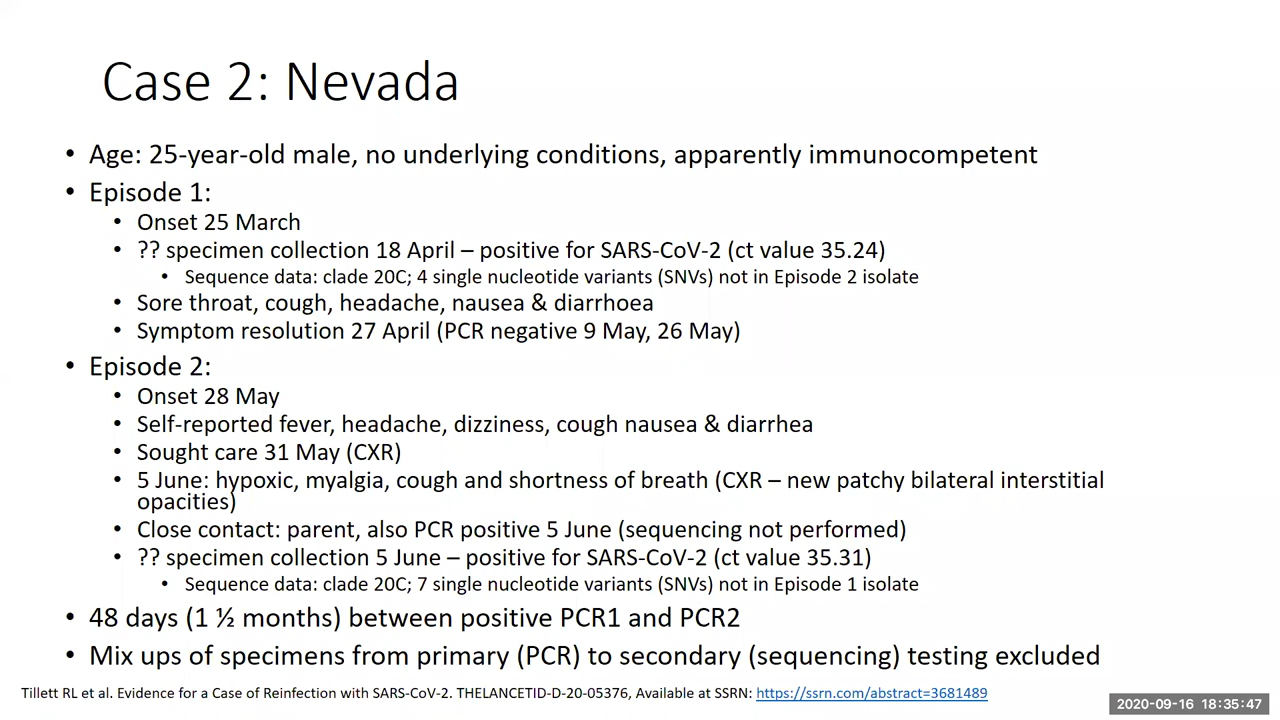 Case 2: Nevada
• Age: 25-year-old male, no underlying conditions, apparently immunocompetent
• Episode 1:
• Onset 25 March
• ?? specimen collection 18 April – positive for SARS-CoV-2 (ct value 35.24)
• Sequence data: clade 20C; 4 single nucleotide variants (SNVs) not in Episode 2 isolate
• Sore throat, cough, headache, nausea & diarrhoea
• Symptom resolution 27 April (PCR negative 9 May, 26 May)
• Episode 2:
• Onset 28 May
• Self-reported fever, headache, dizziness, cough nausea & diarrhea
• Sought care 31 May (CXR)
• 5 June: hypoxic, myalgia, cough and shortness of breath (CXR – new patchy bilateral interstitial
opacities)
• Close contact: parent, also PCR positive 5 June (sequencing not performed)
• ?? specimen collection 5 June – positive for SARS-CoV-2 (ct value 35.31)
• Sequence data: clade 20C; 7 single nucleotide variants (SNVs) not in Episode 1 isolate
• 48 days (1 ½ months) between positive PCR1 and PCR2
• Mix ups of specimens from primary (PCR) to secondary (sequencing) testing excluded
Tillett RL et al. Evidence for a Case of Reinfection with SARS-CoV-2. THELANCETID-D-20-05376, Available at SSRN: https://ssrn.com/abstract=3681489
2020-09-16 18:35:47